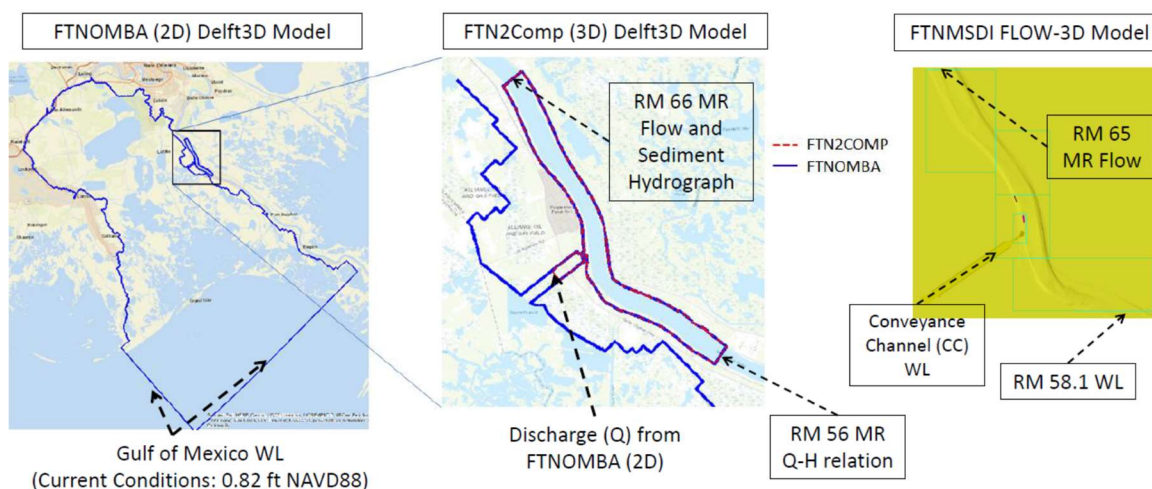 FTNOMBA (2D) Delft3D Model
FTN2Comp (3D) Delft3D Model
FTNMSDI FLOW-3D Model
RM 66 MR
Flow and
Sediment
Hydrograph
FTN2COMP
FTNOMBA
RM 65
MR Flow
Conveyance
Channel (CC)
WL
RM 58.1 WL
Gulf of Mexico WL
(Current Conditions: 0.82 ft NAVD88)
Discharge (Q) from
FTNOMBA (2D)
RM 56 MR
Q-H relation